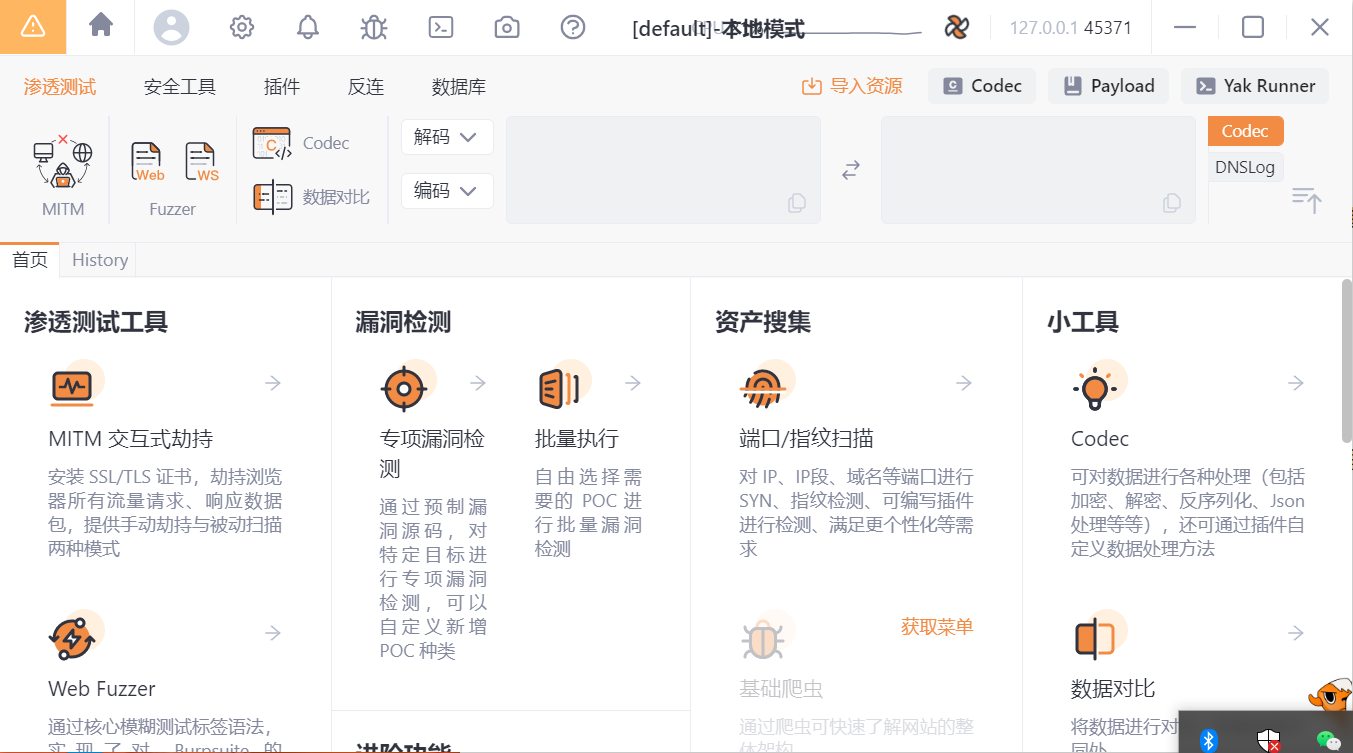 [default]-本地模式
127.0.0.1 45371
渗透测试 安全工具 插件 反连 数据库 导入资源 Codec Payload Yak Runner
MITM
Web WS
Fuzzer
Codec
数据对比
解码
编码
Codec
DNSLog
首页 History
渗透测试工具
MITM 交互式劫持
安装 SSL/TLS 证书，劫持浏览
器所有流量请求、响应数据
包，提供手动劫持与被动扫描
两种模式
Web Fuzzer
通过核心模糊测试标签语法，
实现了对 Burpsuite 的
漏洞检测
专项漏洞检
测
通过预制漏
洞源码，对
特定目标进
行专项漏洞
检测，可以
自定义新增
POC 种类
批量执行
自由选择需
要的 POC 进
行批量漏洞
检测
进阶功能
资产搜集
端口/指纹扫描
对 IP、IP段、域名等端口进行
SYN、指纹检测、可编写插件
进行检测、满足更个性化等需
求
获取菜单
基础爬虫
通过爬虫可快速了解网站的整
体架构
小工具
Codec
可对数据进行各种处理（包括
加密、解密、反序列化、Json
处理等等），还可通过插件自
定义数据处理方法
数据对比
将数据进行对
同处